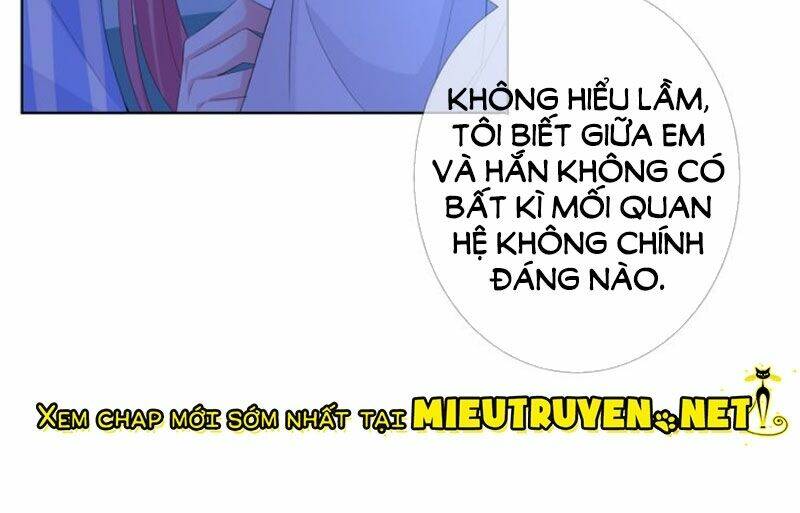 KHÔNG HIỂU LẦM,
TÔI BIẾT GIỮA EM
VÀ HẮN KHÔNG CÓ
BẤT KÌ MỐI QUAN
HỆ KHÔNG CHÍNH
ĐÁNG NÀO.
XEM CHAP MỚI SỚM NHẤT TẠI MIEUTRUYEN.NET